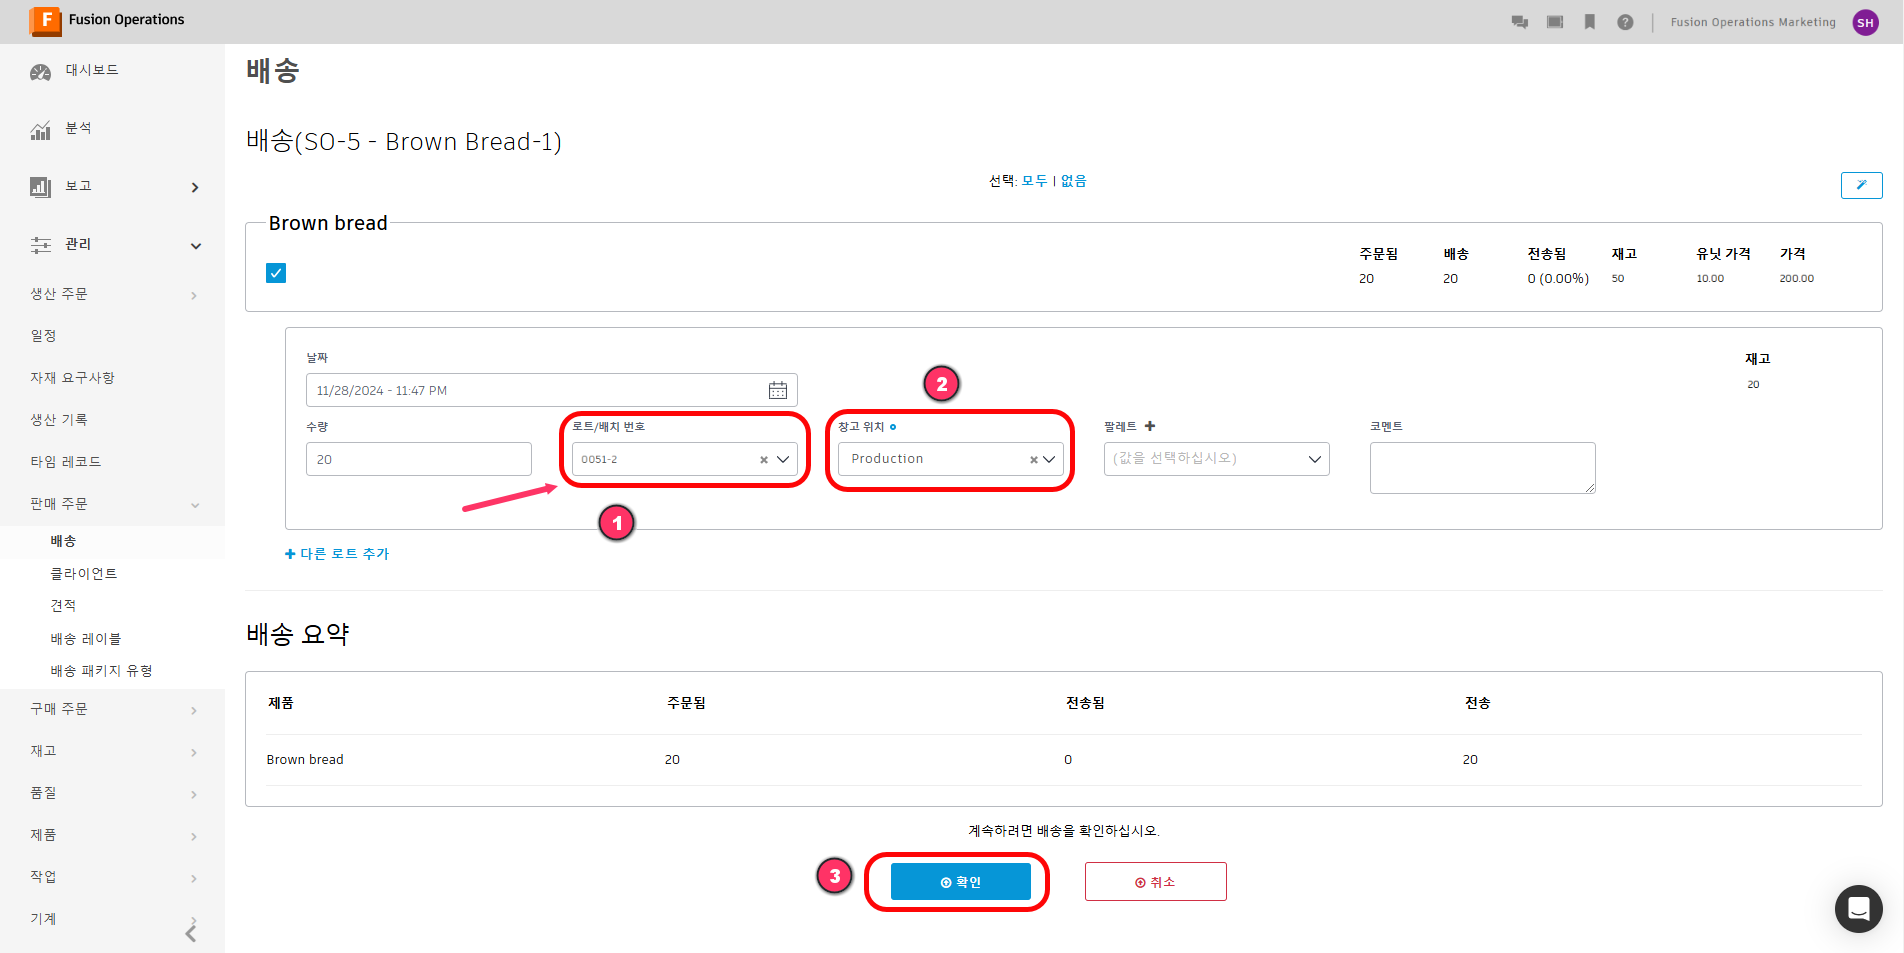 F Fusion Operations
Fusion Operations Marketing SH
대시보드
분석
보고
관리
생산 주문
일정
자재 요구사항
생산 기록
타임 레코드
판매 주문
배송
클라이언트
견적
배송 레이블
배송 패키지 유형
구매 주문
재고
품질
제품
작업
기계
배송
배송(SO-5 - Brown Bread-1)
선택: 모두 | 없음
Brown bread
주문됨 배송 전송됨 재고 유닛 가격 가격
20 20 0 (0.00%) 50 10.00 200.00
날짜
11/28/2024 - 11:47 PM
재고
20
2
수량 로트/배치 번호 창고 위치 팔레트 코멘트
20 0051-2 Production (값을 선택하십시오)
1
다른 로트 추가
배송 요약
제품 주문됨 전송됨 전송
Brown bread 20 0 20
계속하려면 배송을 확인하십시오.
3 확인 취소